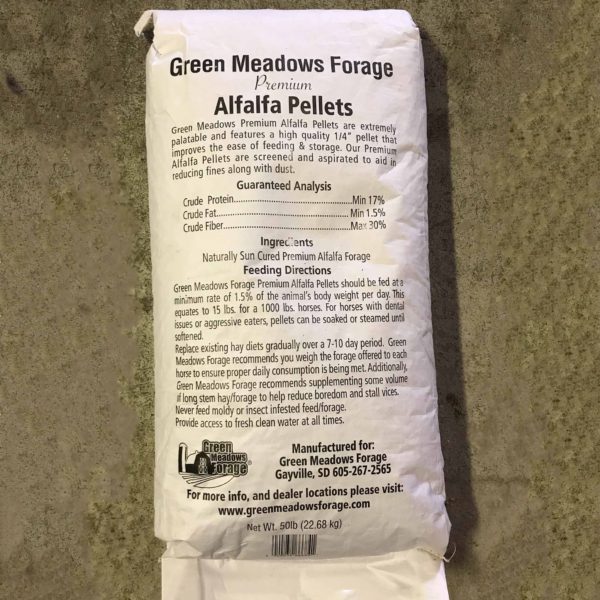 Green Meadows Forage
Premium
Alfalfa Pellets
Green Meadows Premium Alfalfa Pellets are extremely
palatable and features a high quality 1/4" pellet that
improves the ease of feeding & storage. Our Premium
Alfalfa Pellets are screened and aspirated to aid in
reducing fines along with dust.
Guaranteed Analysis
Crude Protein..........................................Min 17%
Crude Fat................................................Min 1.5%
Crude Fiber.............................................Max 30%
Ingredients
Naturally Sun Cured Premium Alfalfa Forage
Feeding Directions
Green Meadows Forage Premium Alfalfa Pellets should be fed at a
minimum rate of 1.5% of the animal's body weight per day. This
equates to 15 lbs. for a 1000 lbs. horses. For horses with dental
issues or aggressive eaters, pellets can be soaked or steamed until
softened.
Replace existing hay diets gradually over a 7-10 day period. Green
Meadows Forage recommends you weigh the forage offered to each
horse to ensure proper daily consumption is being met. Additionally,
Green Meadows Forage recommends supplementing some volume
if long stem hay/forage to help reduce boredom and stall vices.
Never feed moldy or insect infested feed/forage.
Provide access to fresh clean water at all times.
Green
Meadows
Forage
Manufactured for:
Green Meadows Forage
Gayville, SD 605-267-2565
For more info, and dealer locations please visit:
www.greenmeadowsforage.com
Net Wt. 50lb (22.68 kg)